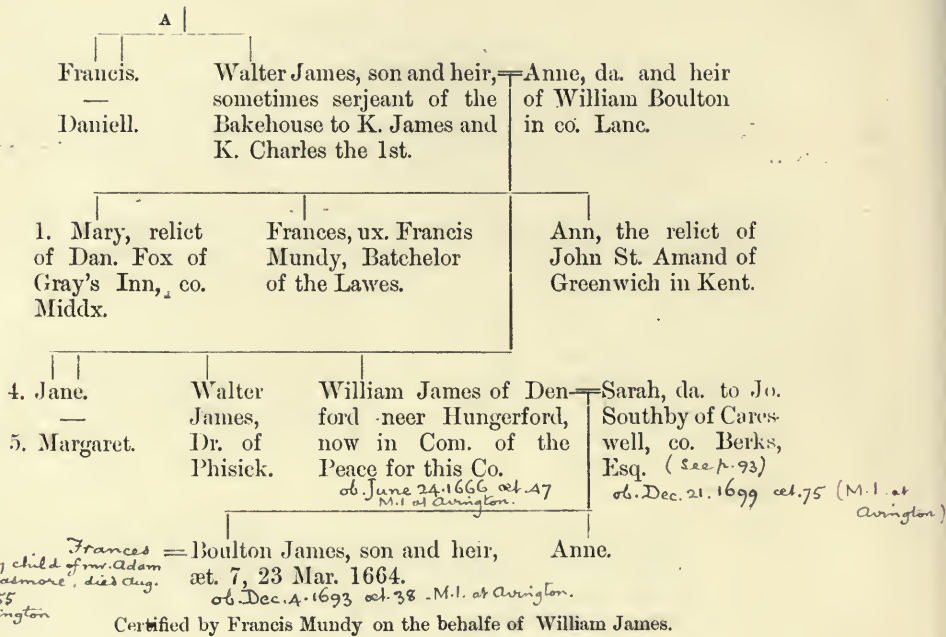 A
Francis.
—
Daniell.
Walter James, son and heir,
sometimes serjeant of the
Bakehouse to K. James and
K. Charles the 1st.
Anne, da. and heir
of William Boulton
in co. Lanc.
1. Mary, relict
of Dan. Fox of
Gray's Inn, co.
Middx.
Frances, ux. Francis
Mundy, Batchelor
of the Lawes.
Ann, the relict of
John St. Amand of
Greenwich in Kent.
4. Jane.
—
5. Margaret.
Walter
James,
Dr. of
Phisick.
William James of Den-
ford neer Hungerford,
now in Com. of the
Peace for this Co.
ob. June 24. 1666 æt. 47
M.I. at Avington.
Sarah, da. to Jo.
Southby of Cares-
well, co. Berks,
Esq. (See p. 93)
ob. Dec. 21. 1699 æt. 75 (M.I. at
Avington)
Frances =
child of mr. Adam
died Aug.
55
Boulton James, son and heir,
æt. 7, 23 Mar. 1664.
ob. Dec. 4. 1693 æt. 38 - M.I. at Avington.
Anne.
Certified by Francis Mundy on the behalfe of William James.